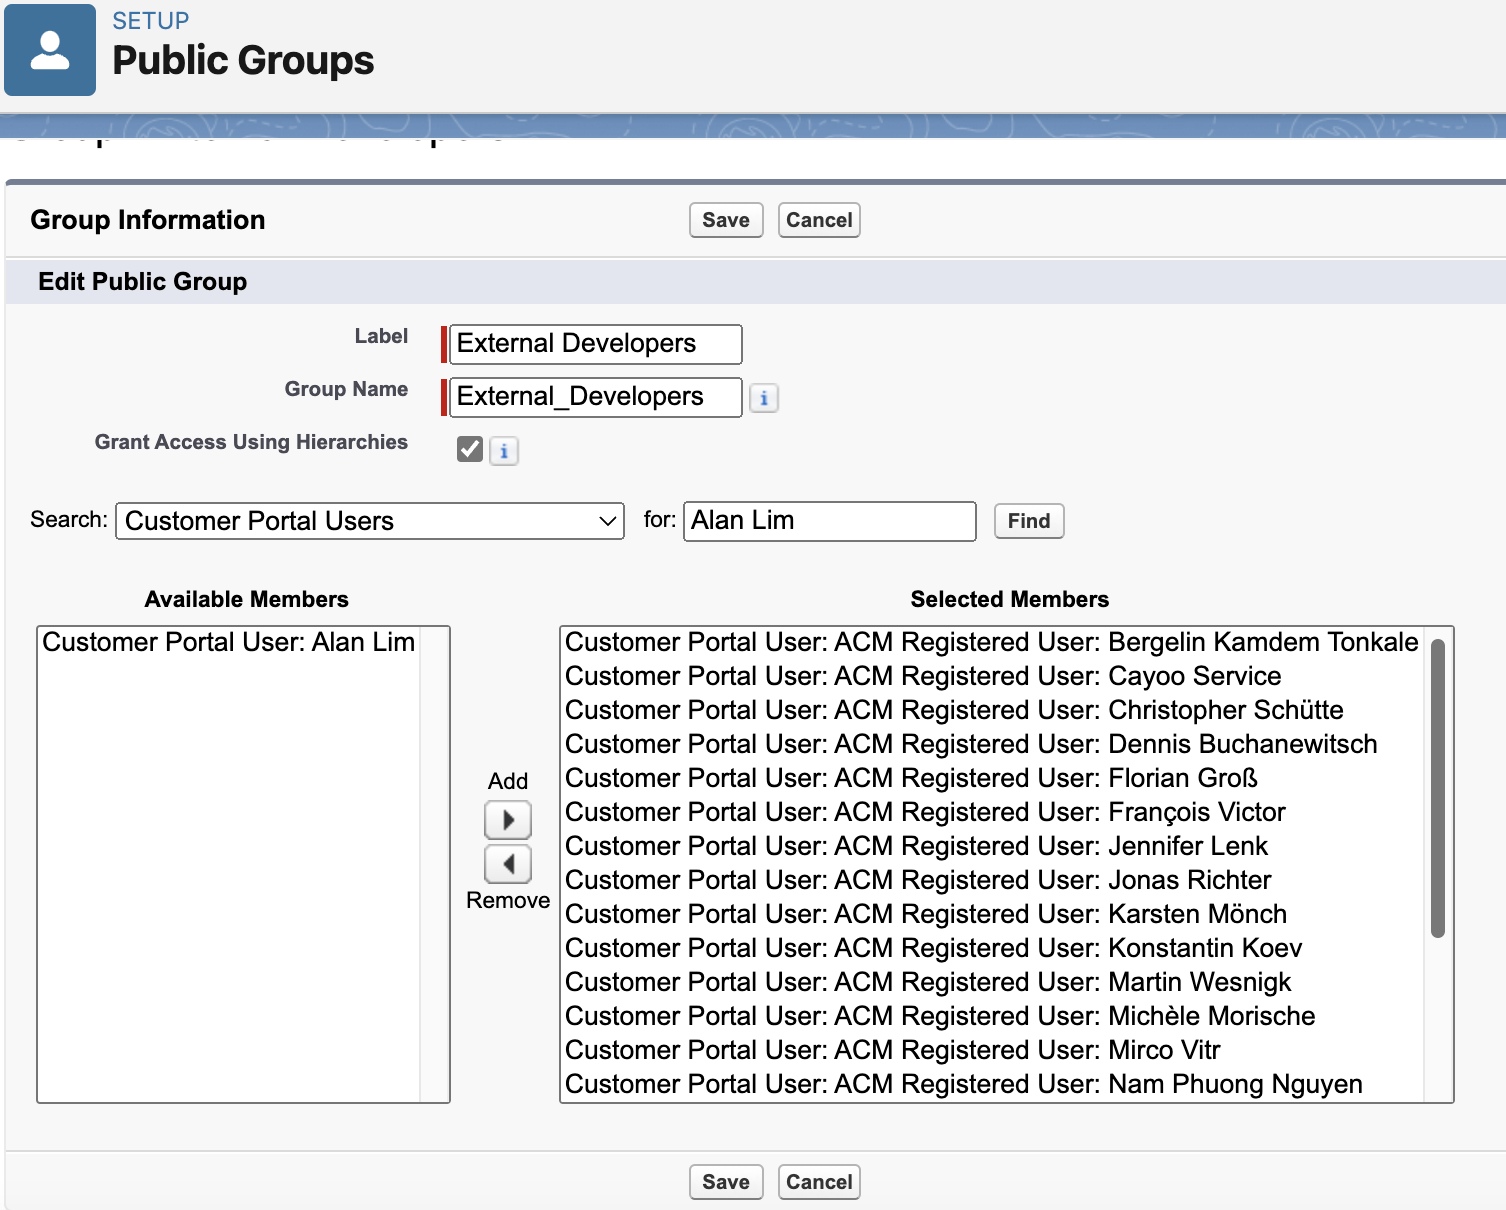 SETUP
Public Groups
Group Information
Save
Cancel
Edit Public Group
Label
External Developers
Group Name
External_Developers
i
Grant Access Using Hierarchies
i
Search:
Customer Portal Users
for:
Alan Lim
Find
Available Members
Selected Members
Customer Portal User: Alan Lim
Add
Remove
Customer Portal User: ACM Registered User: Bergelin Kamdem Tonkale
Customer Portal User: ACM Registered User: Cayoo Service
Customer Portal User: ACM Registered User: Christopher Schütte
Customer Portal User: ACM Registered User: Dennis Buchanewitsch
Customer Portal User: ACM Registered User: Florian Groß
Customer Portal User: ACM Registered User: François Victor
Customer Portal User: ACM Registered User: Jennifer Lenk
Customer Portal User: ACM Registered User: Jonas Richter
Customer Portal User: ACM Registered User: Karsten Mönch
Customer Portal User: ACM Registered User: Konstantin Koev
Customer Portal User: ACM Registered User: Martin Wesnigk
Customer Portal User: ACM Registered User: Michèle Morische
Customer Portal User: ACM Registered User: Mirco Vitr
Customer Portal User: ACM Registered User: Nam Phuong Nguyen
Save
Cancel